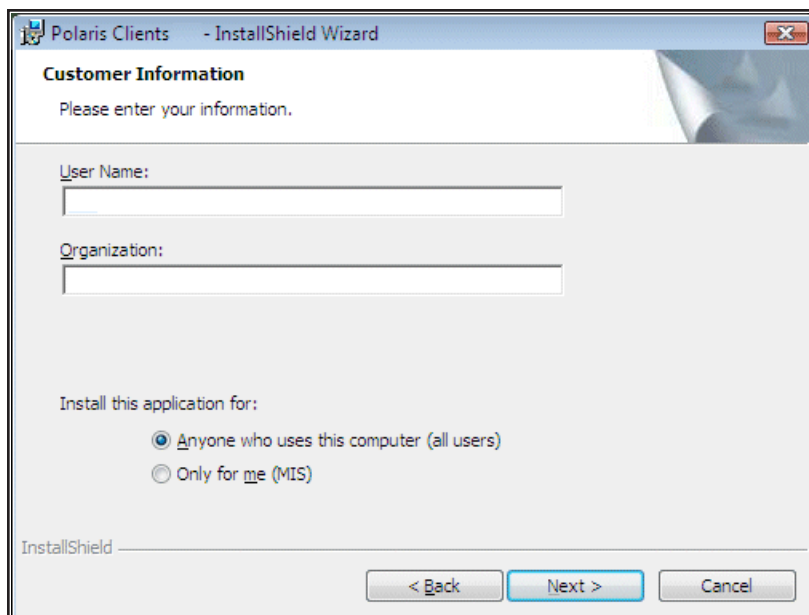 Polaris Clients - InstallShield Wizard
Customer Information
Please enter your information.
User Name:
Organization:
Install this application for:
Anyone who uses this computer (all users)
Only for me (MIS)
InstallShield
< Back Next > Cancel